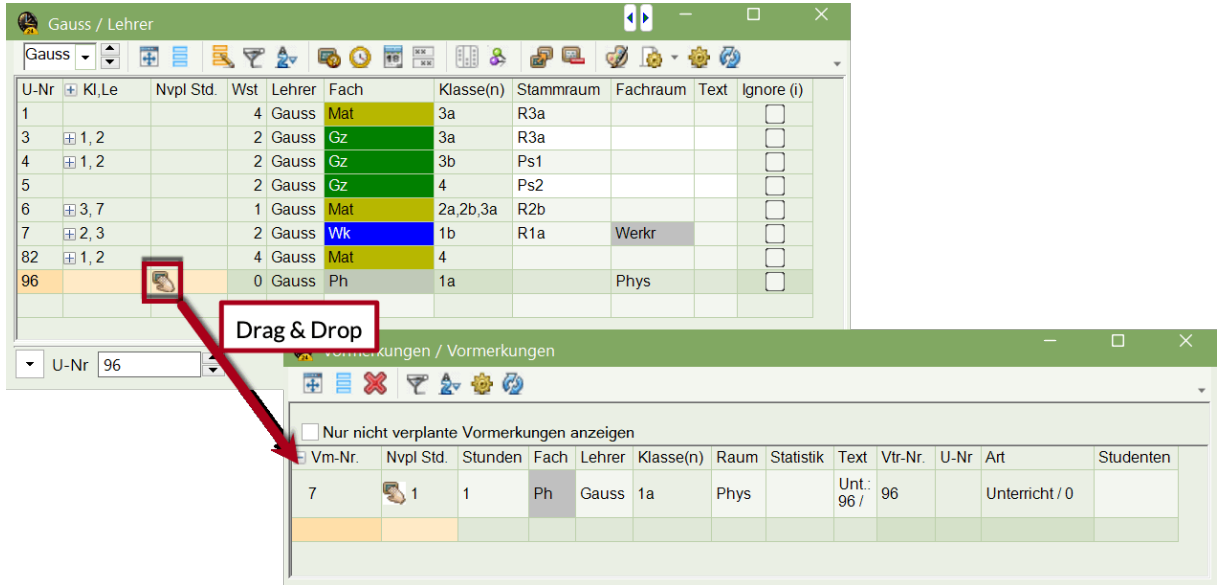 Gauss / Lehrer
Gauss
U-Nr Kl,Le Nvpl Std. Wst Lehrer Fach Klasse(n) Stammraum Fachraum Text Ignore (i)
1 4 Gauss Mat 3a R3a
3 1, 2 2 Gauss Gz 3a R3a
4 1, 2 2 Gauss Gz 3b Ps1
5 2 Gauss Gz 4 Ps2
6 3, 7 1 Gauss Mat 2a,2b,3a R2b
7 2, 3 2 Gauss Wk 1b R1a Werkr
82 1, 2 4 Gauss Mat 4
96 0 Gauss Ph 1a Phys
Drag & Drop
U-Nr 96
Vormerkungen / Vormerkungen
Nur nicht verplante Vormerkungen anzeigen
Vm-Nr. Nvpl Std. Stunden Fach Lehrer Klasse(n) Raum Statistik Text Vtr-Nr. U-Nr Art Studenten
7 1 1 Ph Gauss 1a Phys Unt.: 96 / 96 Unterricht / 0